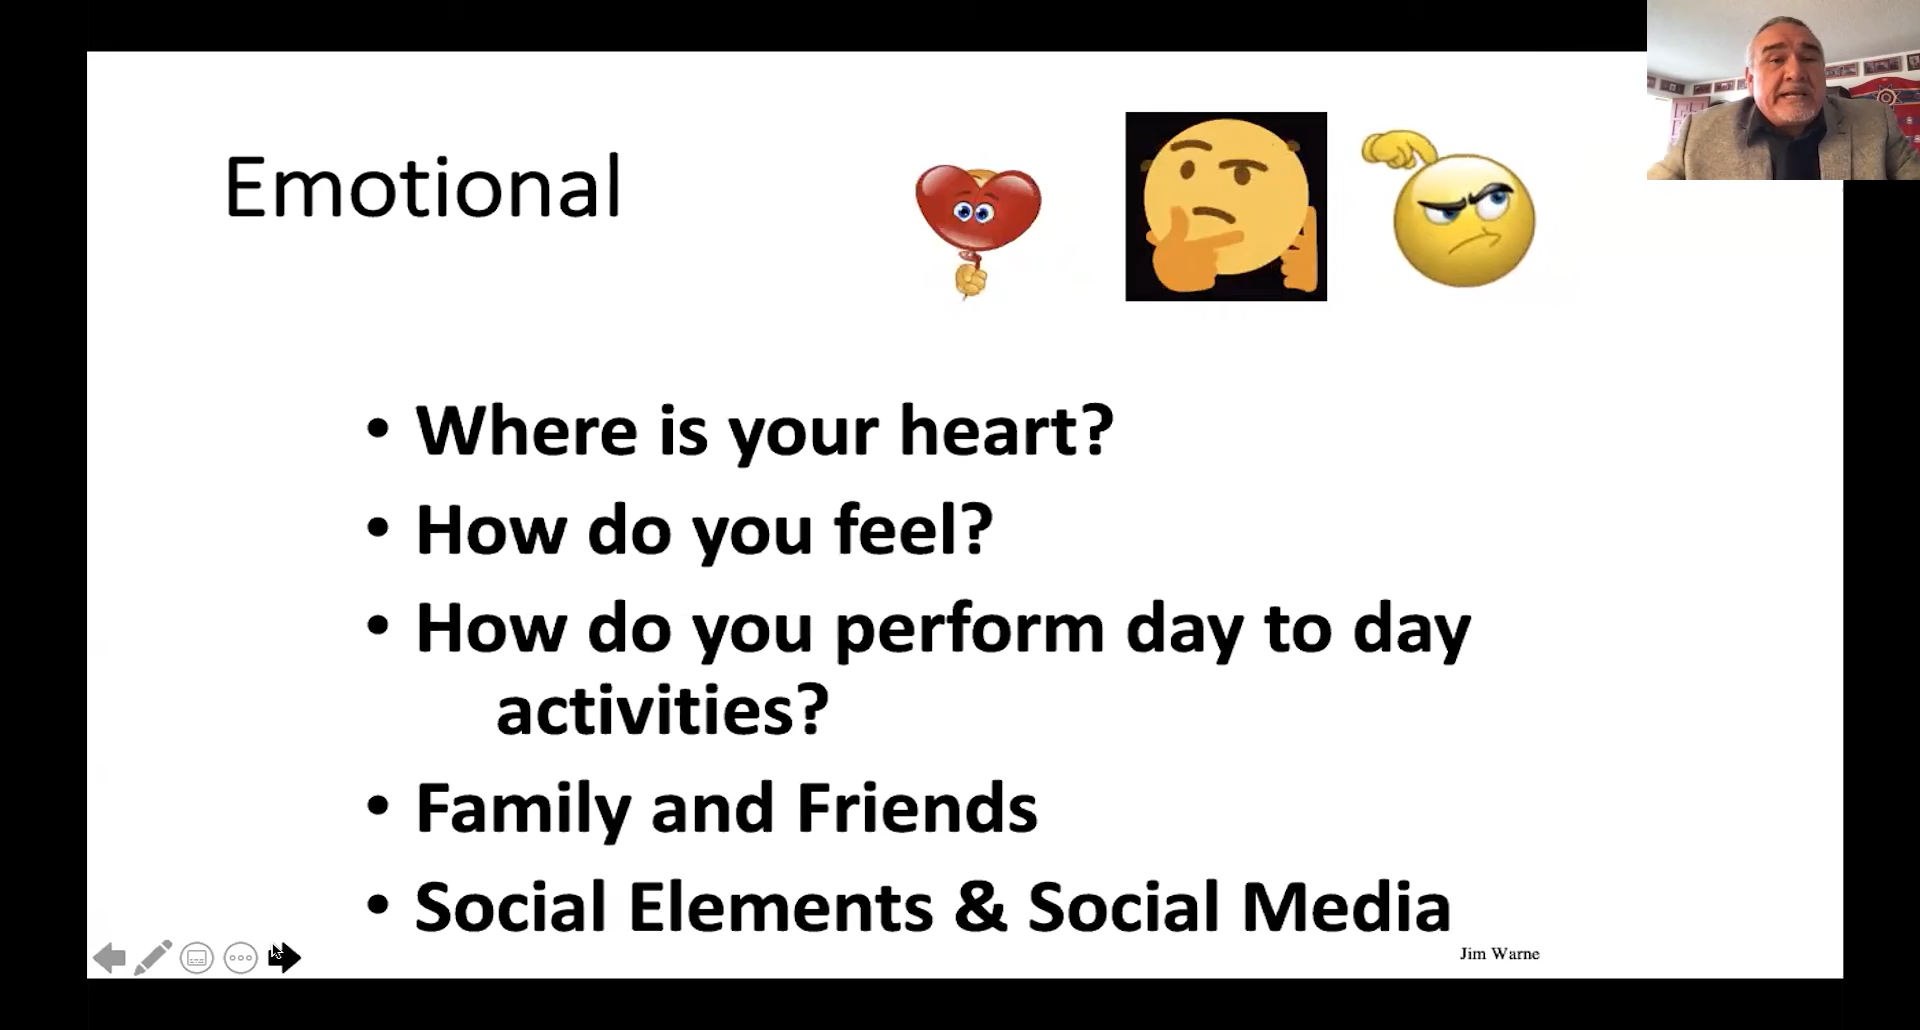 Emotional
• Where is your heart?
• How do you feel?
• How do you perform day to day
activities?
• Family and Friends
• Social Elements & Social Media
Jim Warne